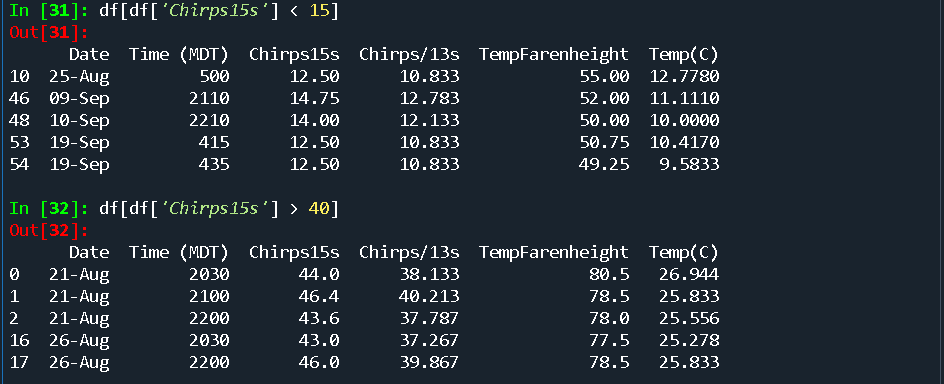 In [31]: df[df['Chirps15s'] < 15]
Out[31]:
Date Time (MDT) Chirps15s Chirps/13s TempFarenheight Temp(C)
10 25-Aug 500 12.50 10.833 55.00 12.7780
46 09-Sep 2110 14.75 12.783 52.00 11.1110
48 10-Sep 2210 14.00 12.133 50.00 10.0000
53 19-Sep 415 12.50 10.833 50.75 10.4170
54 19-Sep 435 12.50 10.833 49.25 9.5833
In [32]: df[df['Chirps15s'] > 40]
Out[32]:
Date Time (MDT) Chirps15s Chirps/13s TempFarenheight Temp(C)
0 21-Aug 2030 44.0 38.133 80.5 26.944
1 21-Aug 2100 46.4 40.213 78.5 25.833
2 21-Aug 2200 43.6 37.787 78.0 25.556
16 26-Aug 2030 43.0 37.267 77.5 25.278
17 26-Aug 2200 46.0 39.867 78.5 25.833